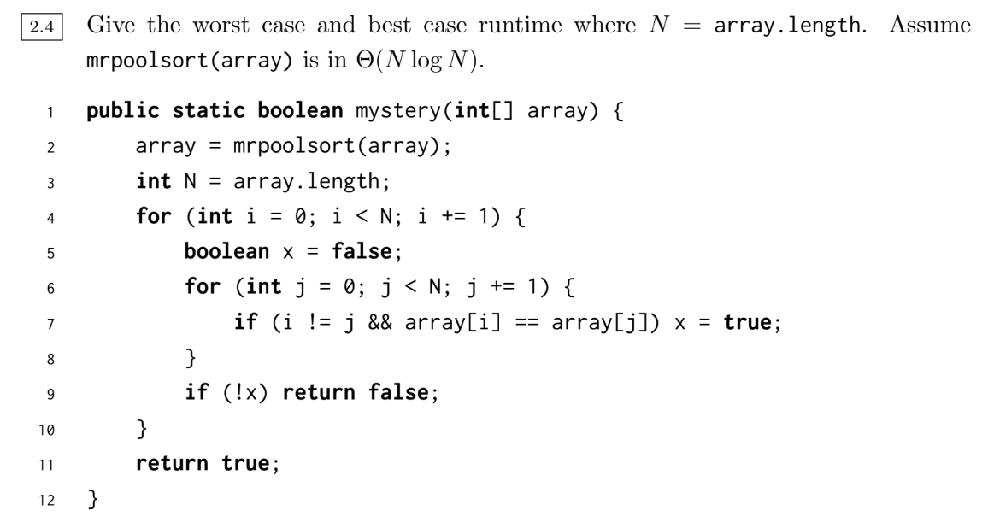 2.4 Give the worst case and best case runtime where N = array.length. Assume
mrpoolsort(array) is in Θ(N log N).
1 public static boolean mystery(int[] array) {
2 array = mrpoolsort(array);
3 int N = array.length;
4 for (int i = 0; i < N; i += 1) {
5 boolean x = false;
6 for (int j = 0; j < N; j += 1) {
7 if (i != j && array[i] == array[j]) x = true;
8 }
9 if (!x) return false;
10 }
11 return true;
12 }